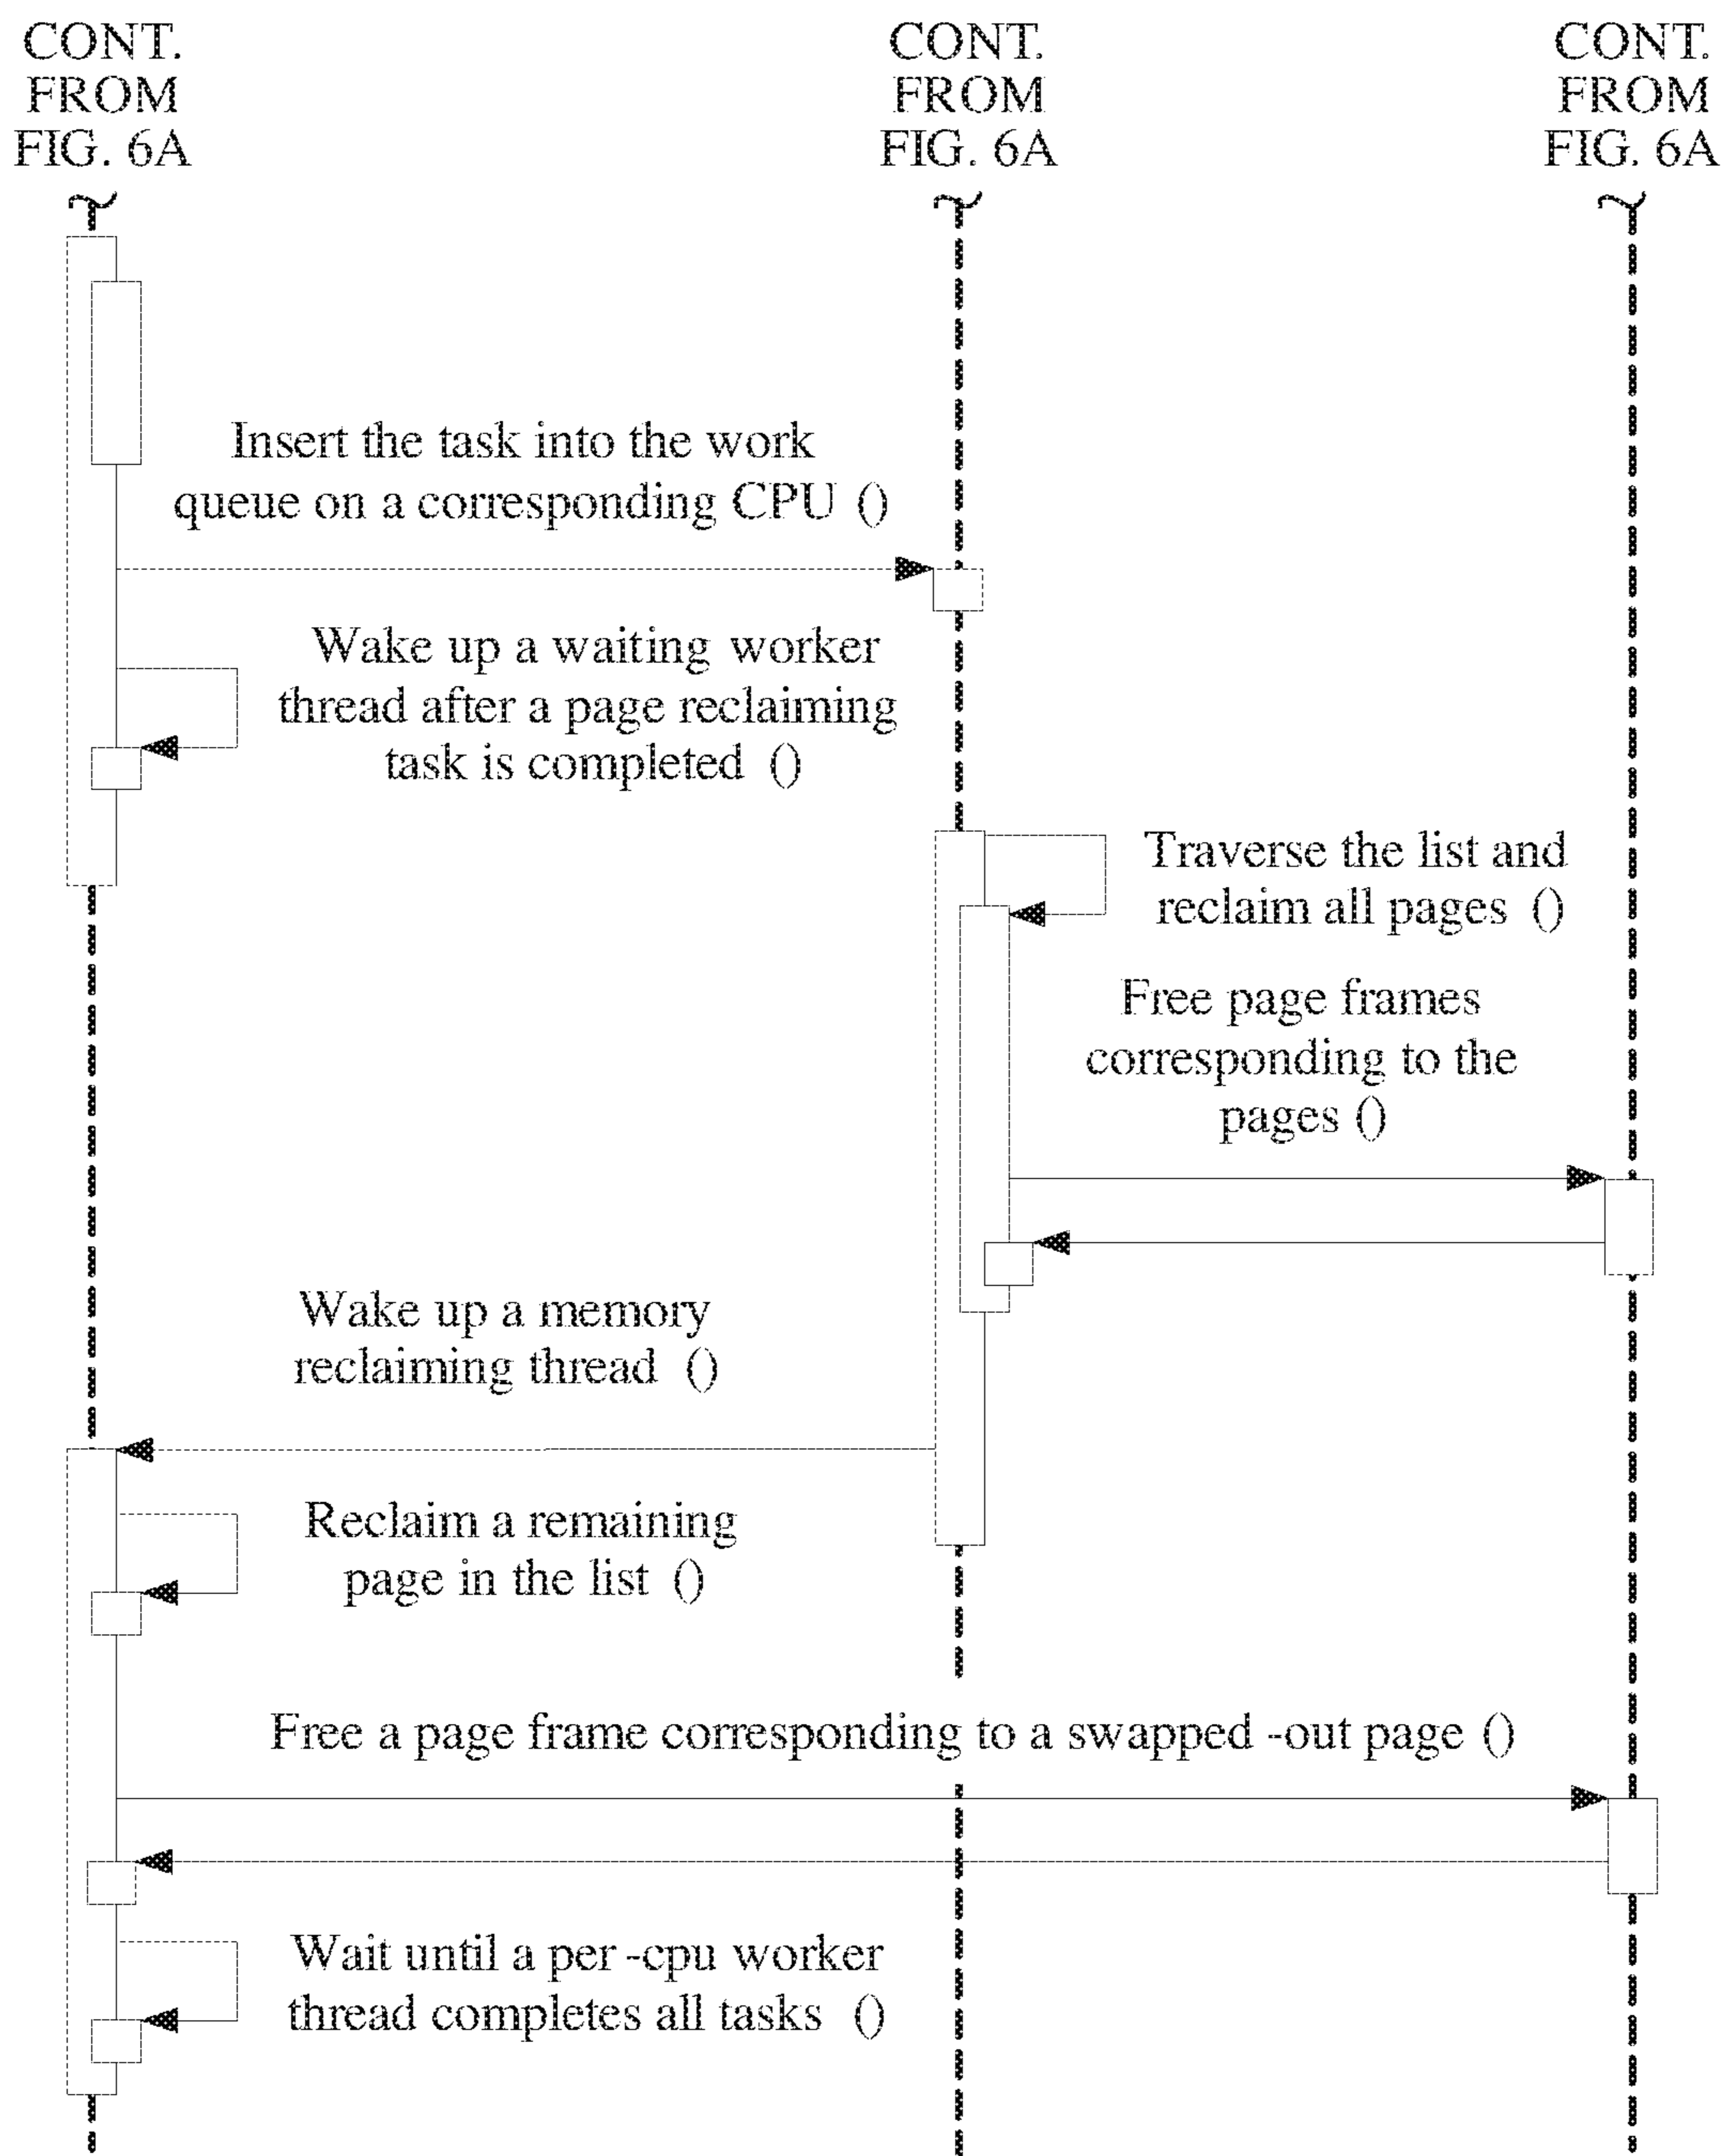 CONT.
FROM
FIG. 6A
CONT.
FROM
FIG. 6A
CONT.
FROM
FIG. 6A
Insert the task into the work
queue on a corresponding CPU ()
Wake up a waiting worker
thread after a page reclaiming
task is completed ()
Traverse the list and
reclaim all pages ()
Free page frames
corresponding to the
pages ()
Wake up a memory
reclaiming thread ()
Reclaim a remaining
page in the list ()
Free a page frame corresponding to a swapped -out page ()
Wait until a per -cpu worker
thread completes all tasks ()